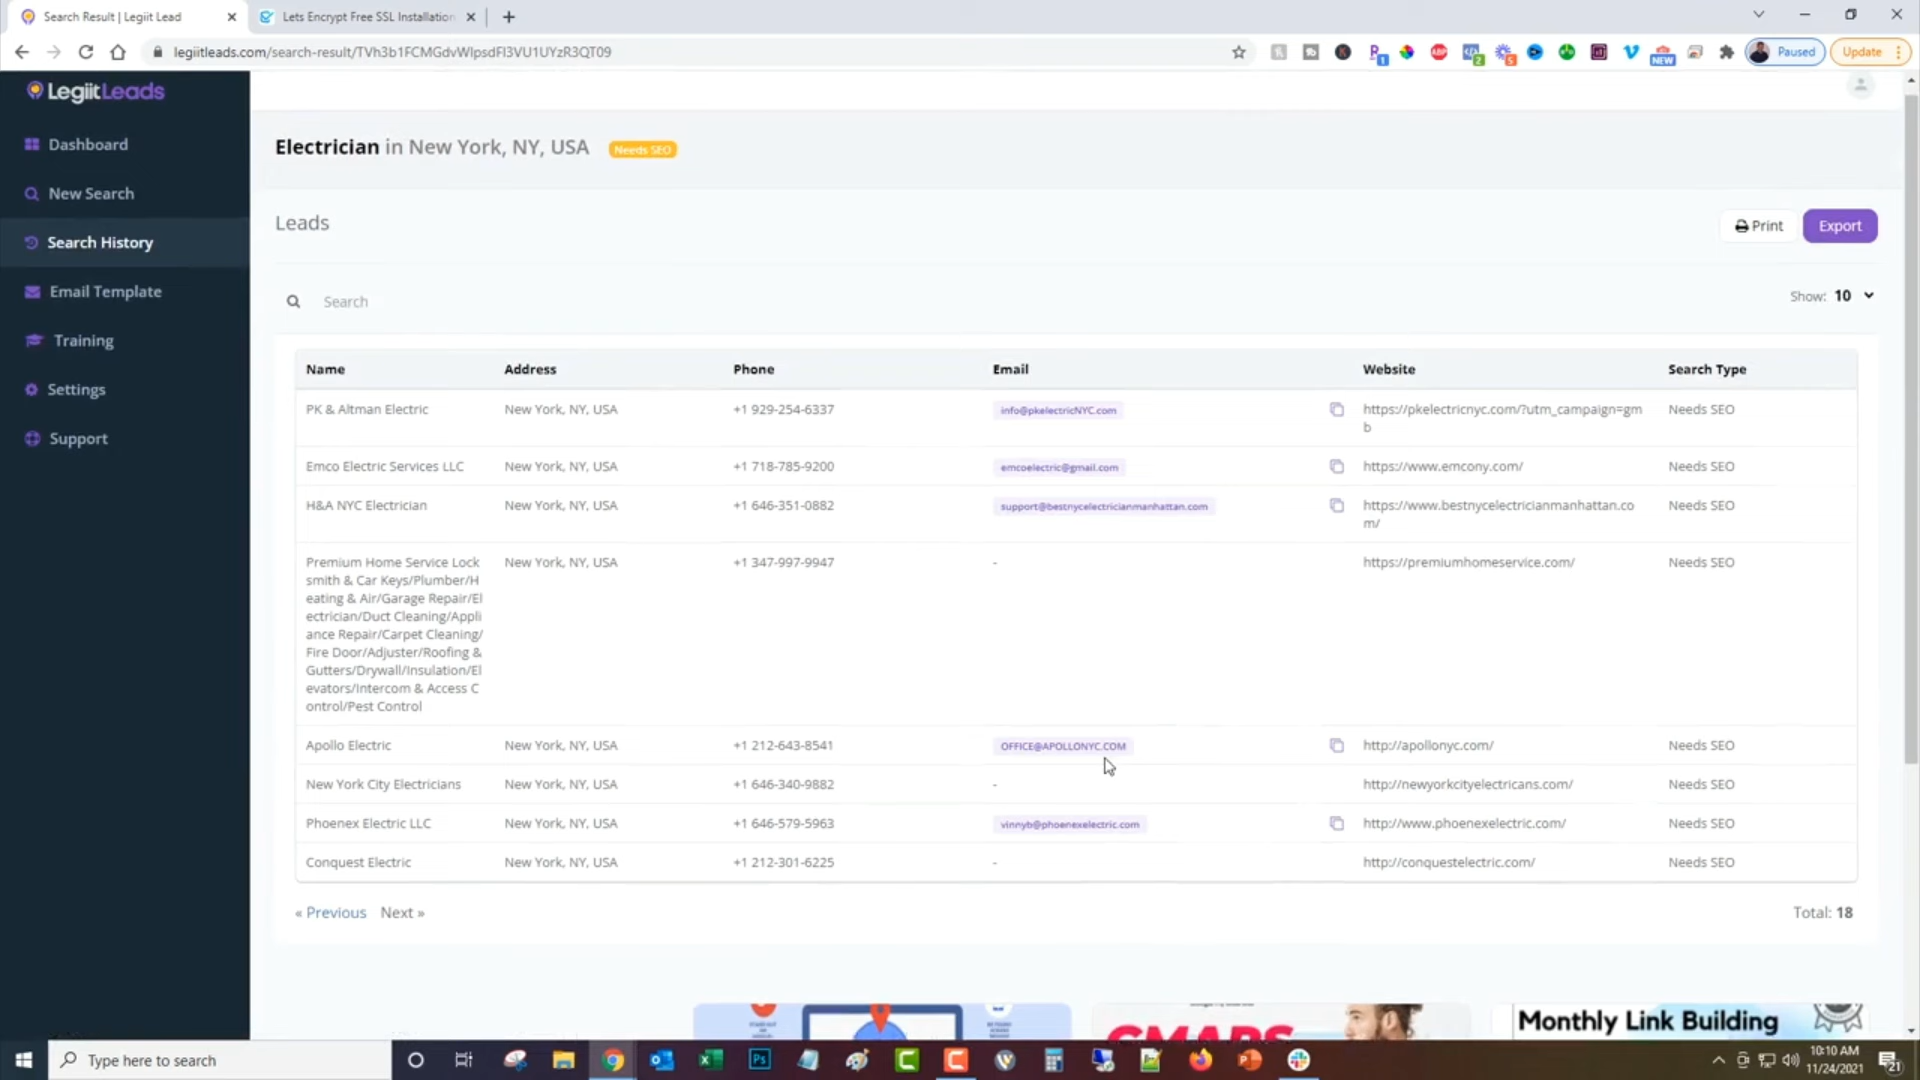 Search Result | Legiit Lead
Lets Encrypt Free SSL Installation
legiitleads.com/search-result/TVh3b1FCMGdvWlpsdFI3VU1UYzR3QT09
Paused
Update
LegiitLeads
Dashboard
New Search
Search History
Email Template
Training
Settings
Support
Electrician in New York, NY, USA Needs SEO
Leads
Print
Export
Search
Show: 10
Name Address Phone Email Website Search Type
PK & Altman Electric New York, NY, USA +1 929-254-6337 info@pkelectricNYC.com https://pkelectricnyc.com/?utm_campaign=gm Needs SEO
b
Emco Electric Services LLC New York, NY, USA +1 718-785-9200 emcoelectric@gmail.com https://www.emcony.com/ Needs SEO
H&A NYC Electrician New York, NY, USA +1 646-351-0882 support@bestnycelectricianmanhattan.com https://www.bestnycelectricianmanhattan.co Needs SEO
m/
Premium Home Service Lock New York, NY, USA +1 347-997-9947 - https://premiumhomeservice.com/ Needs SEO
smith & Car Keys/Plumber/H
eating & Air/Garage Repair/El
ectrician/Duct Cleaning/Appli
ance Repair/Carpet Cleaning/
Fire Door/Adjuster/Roofing &
Gutters/Drywall/Insulation/El
evators/Intercom & Access C
ontrol/Pest Control
Apollo Electric New York, NY, USA +1 212-643-8541 OFFICE@APOLLONYC.COM http://apollonyc.com/ Needs SEO
New York City Electricians New York, NY, USA +1 646-340-9882 - http://newyorkcityelectricans.com/ Needs SEO
Phoenex Electric LLC New York, NY, USA +1 646-579-5963 vinnyb@phoenexelectric.com http://www.phoenexelectric.com/ Needs SEO
Conquest Electric New York, NY, USA +1 212-301-6225 - http://conquestelectric.com/ Needs SEO
« Previous Next »
Total: 18
GMAPS
Monthly Link Building
Type here to search
10:10 AM
11/24/2021
21